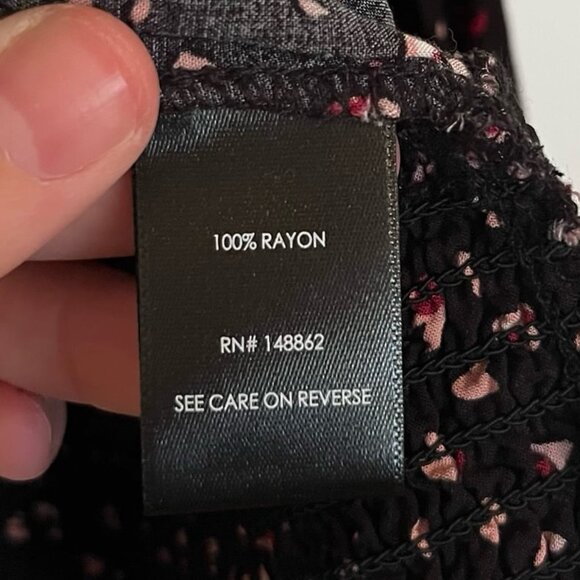 100% RAYON
RN# 148862
SEE CARE ON REVERSE